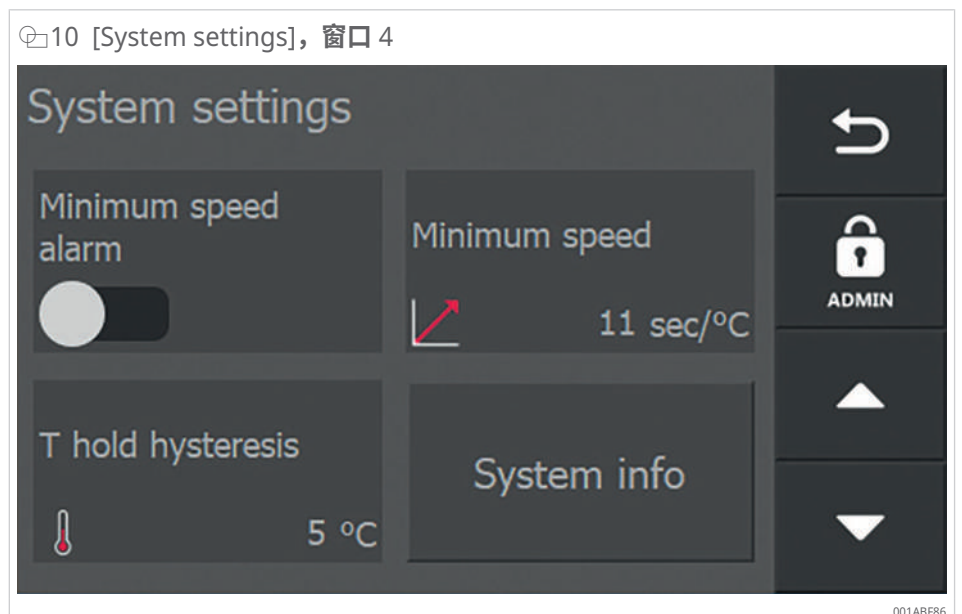 10 [System settings]，窗口 4
System settings
Minimum speed
alarm
Minimum speed
11 sec/°C
ADMIN
T hold hysteresis
5 °C
System info
001ABF86